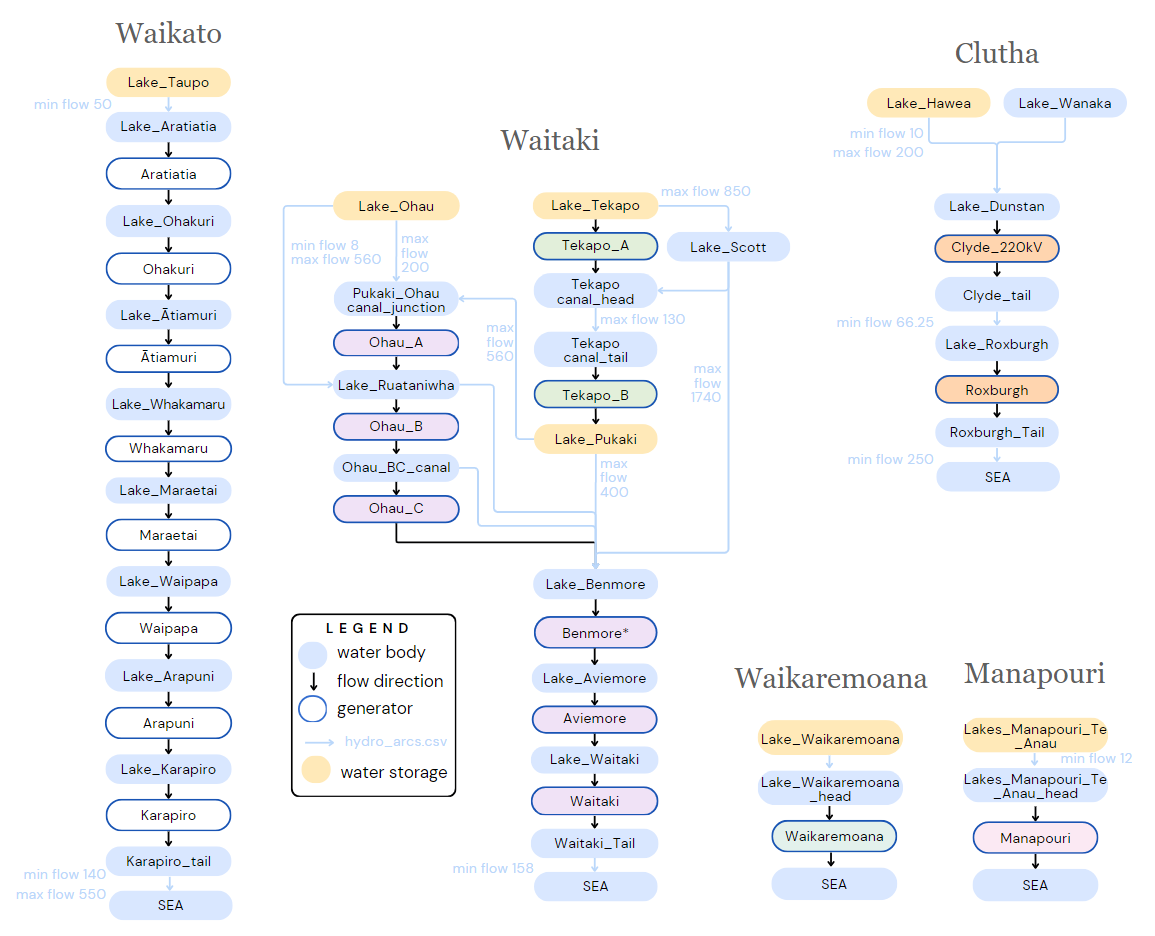 Waikato
Lake_Taupo
min flow 50
Lake_Aratiatia
Aratiatia
Lake_Ohakuri
Ohakuri
Lake_Ātiamuri
Ātiamuri
Lake_Whakamaru
Whakamaru
Lake_Maraetai
Maraetai
Lake_Waipapa
Waipapa
Lake_Arapuni
Arapuni
Lake_Karapiro
Karapiro
Karapiro_tail
min flow 140
max flow 550
SEA
Waitaki
Lake_Ohau
min flow 8
max flow 560
max
flow
200
Pukaki_Ohau
canal_junction
Ohau_A
Lake_Ruataniwha
Ohau_B
Ohau_BC_canal
Ohau_C
Lake_Tekapo
max flow 850
Tekapo_A
Lake_Scott
Tekapo
canal_head
max flow 130
Tekapo
canal_tail
max
flow
560
Tekapo_B
max
flow
1740
Lake_Pukaki
max
flow
400
Lake_Benmore
Benmore*
Lake_Aviemore
Aviemore
Lake_Waitaki
Waitaki
Waitaki_Tail
min flow 158
SEA
LEGEND
water body
flow direction
generator
hydro_arcs.csv
water storage
Clutha
Lake_Hawea
Lake_Wanaka
min flow 10
max flow 200
Lake_Dunstan
Clyde_220kV
Clyde_tail
min flow 66.25
Lake_Roxburgh
Roxburgh
Roxburgh_Tail
min flow 250
SEA
Waikaremoana
Lake_Waikaremoana
Lake_Waikaremoana
_head
Waikaremoana
SEA
Manapouri
Lakes_Manapouri_Te
_Anau
min flow 12
Lakes_Manapouri_Te
_Anau_head
Manapouri
SEA